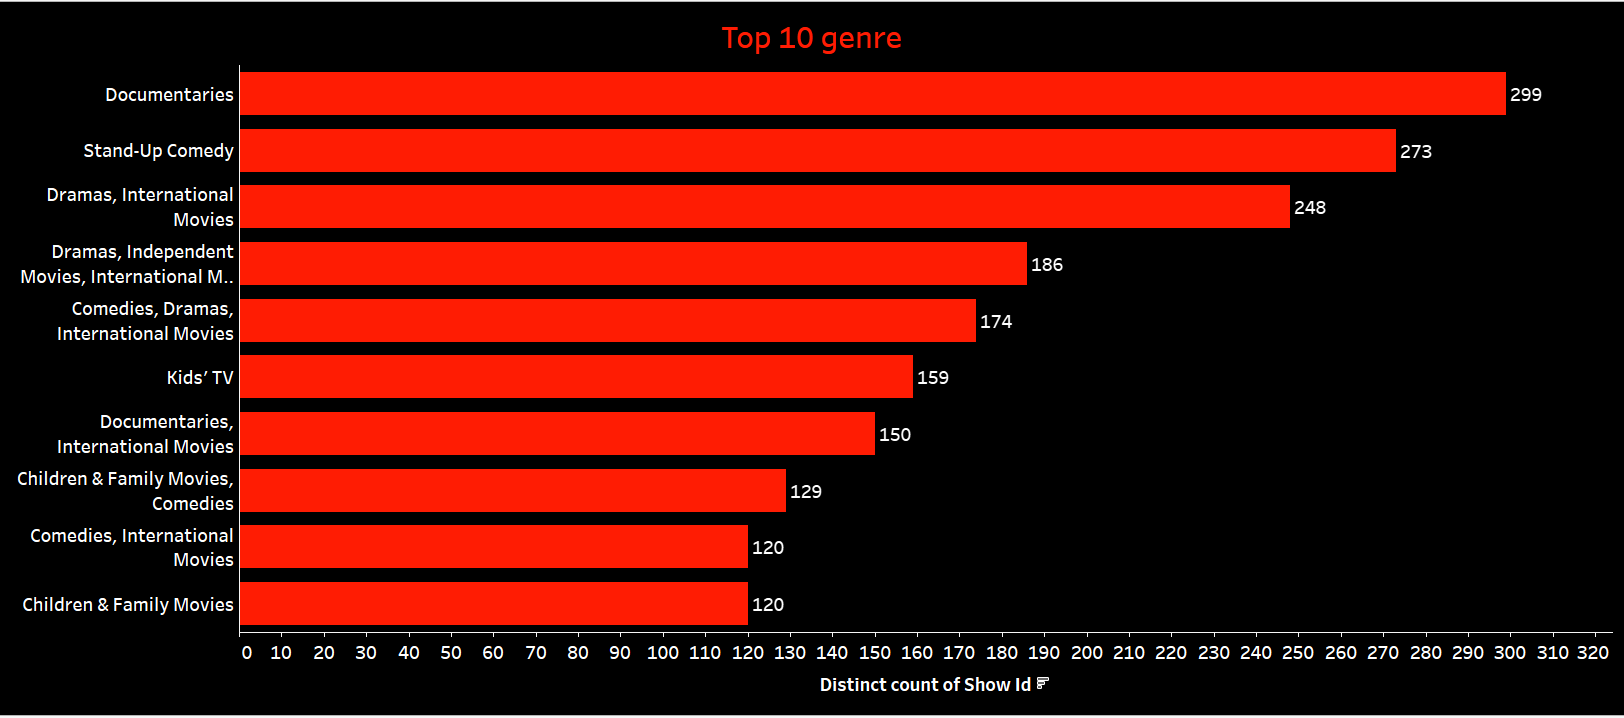 Top 10 genre
Documentaries
299
Stand-Up Comedy
273
Dramas, International
Movies
248
Dramas, Independent
Movies, International M..
186
Comedies, Dramas,
International Movies
174
Kids’ TV
159
Documentaries,
International Movies
150
Children & Family Movies,
Comedies
129
Comedies, International
Movies
120
Children & Family Movies
120
0 10 20 30 40 50 60 70 80 90 100 110 120 130 140 150 160 170 180 190 200 210 220 230 240 250 260 270 280 290 300 310 320
Distinct count of Show Id